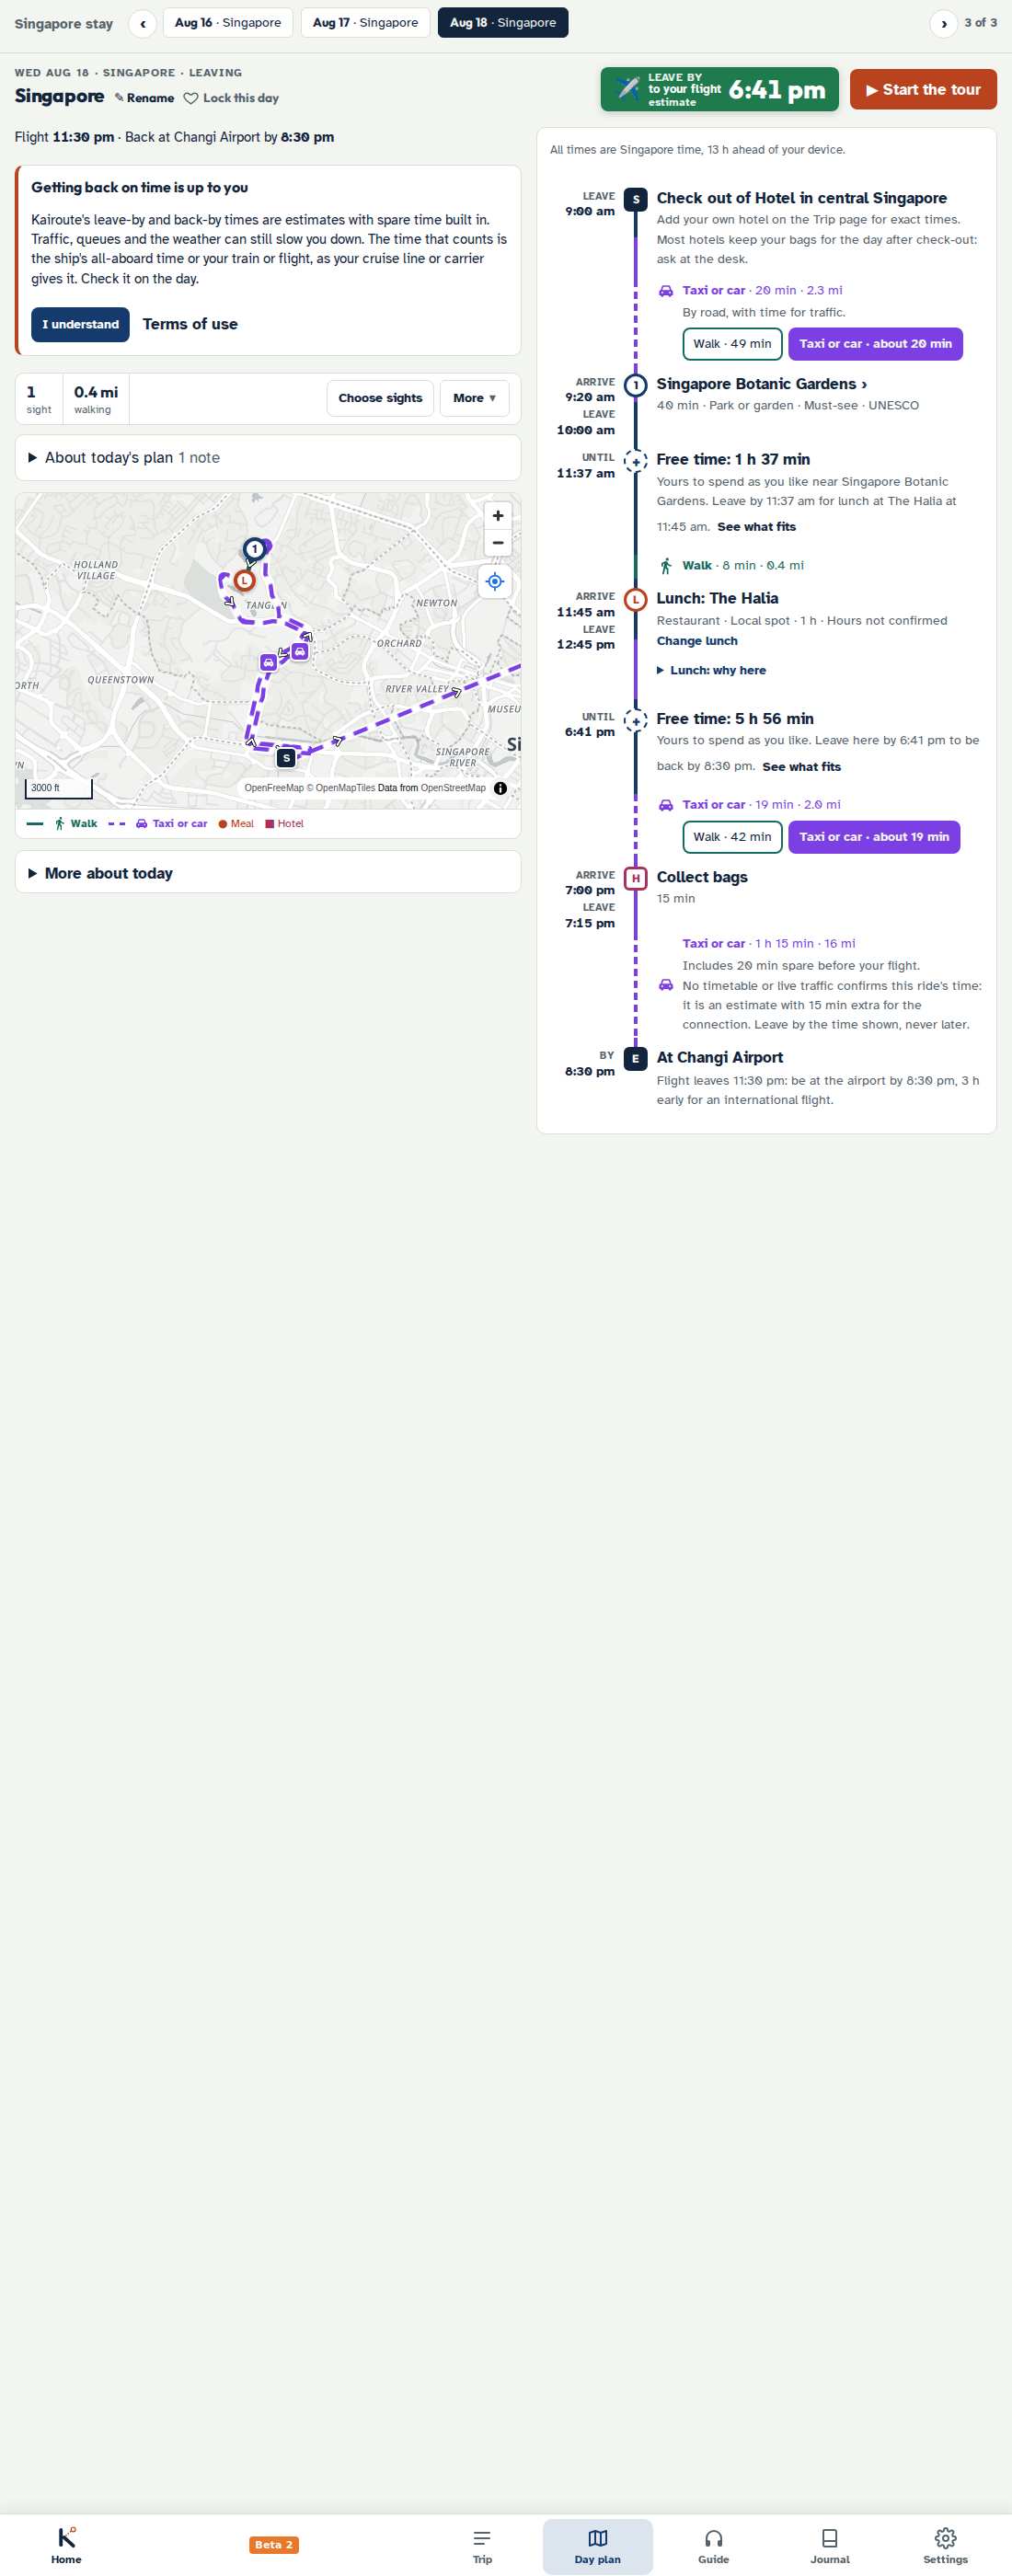 Singapore stay
‹
Aug 16 · Singapore
Aug 17 · Singapore
Aug 18 · Singapore
›
3 of 3
WED AUG 18 · SINGAPORE · LEAVING
Singapore
✎ Rename
Lock this day
LEAVE BY
to your flight
estimate
6:41 pm
▶ Start the tour
Flight 11:30 pm · Back at Changi Airport by 8:30 pm
Getting back on time is up to you
Kairoute's leave-by and back-by times are estimates with spare time built in.
Traffic, queues and the weather can still slow you down. The time that counts is
the ship's all-aboard time or your train or flight, as your cruise line or carrier
gives it. Check it on the day.
I understand
Terms of use
1
sight
0.4 mi
walking
Choose sights
More ▼
▶ About today's plan 1 note
HOLLAND
VILLAGE
1
L
NEWTON
ORCHARD
QUEENSTOWN
RIVER VALLEY
ORTH
MUSEU
SINGAPORE
RIVER
Si
S
N
+
−
3000 ft
OpenFreeMap © OpenMapTiles Data from OpenStreetMap
Walk
Taxi or car
Meal
Hotel
▶ More about today
All times are Singapore time, 13 h ahead of your device.
LEAVE
9:00 am
S
Check out of Hotel in central Singapore
Add your own hotel on the Trip page for exact times.
Most hotels keep your bags for the day after check-out:
ask at the desk.
Taxi or car · 20 min · 2.3 mi
By road, with time for traffic.
Walk · 49 min
Taxi or car · about 20 min
ARRIVE
9:20 am
LEAVE
10:00 am
1
Singapore Botanic Gardens ›
40 min · Park or garden · Must-see · UNESCO
UNTIL
11:37 am
+
Free time: 1 h 37 min
Yours to spend as you like near Singapore Botanic
Gardens. Leave by 11:37 am for lunch at The Halia at
11:45 am. See what fits
Walk · 8 min · 0.4 mi
ARRIVE
11:45 am
LEAVE
12:45 pm
L
Lunch: The Halia
Restaurant · Local spot · 1 h · Hours not confirmed
Change lunch
▶ Lunch: why here
UNTIL
6:41 pm
+
Free time: 5 h 56 min
Yours to spend as you like. Leave here by 6:41 pm to be
back by 8:30 pm. See what fits
Taxi or car · 19 min · 2.0 mi
Walk · 42 min
Taxi or car · about 19 min
ARRIVE
7:00 pm
LEAVE
7:15 pm
H
Collect bags
15 min
Taxi or car · 1 h 15 min · 16 mi
Includes 20 min spare before your flight.
No timetable or live traffic confirms this ride's time:
it is an estimate with 15 min extra for the
connection. Leave by the time shown, never later.
BY
8:30 pm
E
At Changi Airport
Flight leaves 11:30 pm: be at the airport by 8:30 pm, 3 h
early for an international flight.
Home
Beta 2
Trip
Day plan
Guide
Journal
Settings